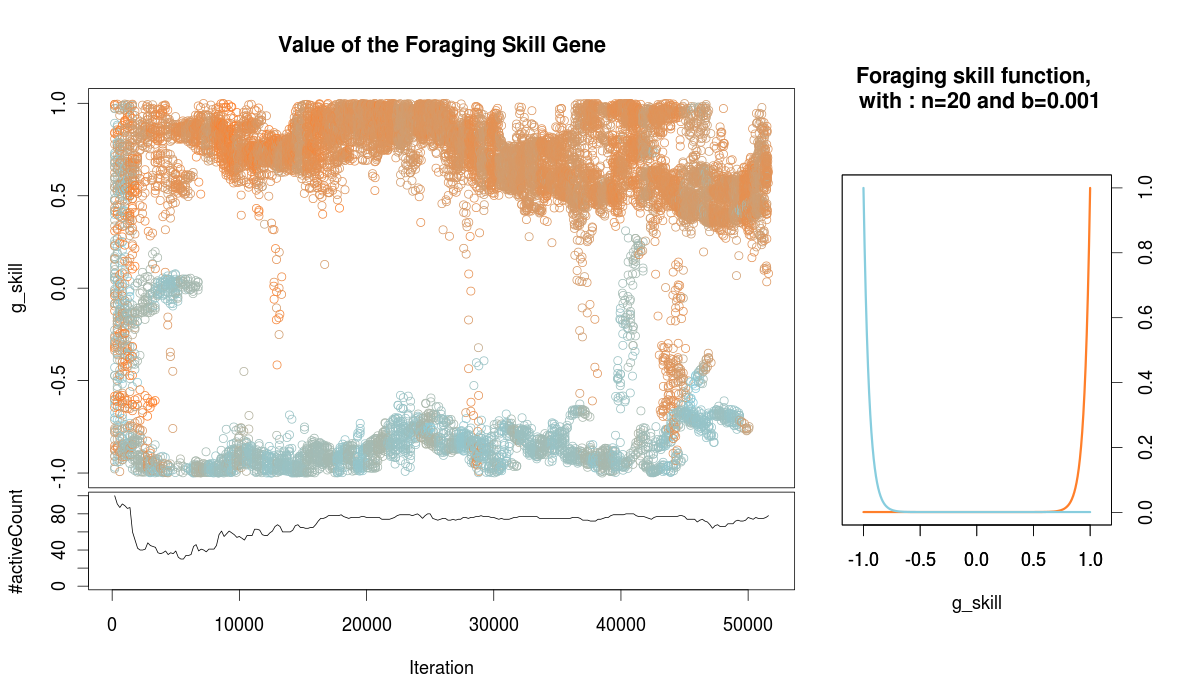 Value of the Foraging Skill Gene
g_skill
1.0
0.5
0.0
-0.5
-1.0
#activeCount
80
40
0
0 10000 20000 30000 40000 50000
Iteration
Foraging skill function,
with : n=20 and b=0.001
1.0
0.8
0.6
0.4
0.2
0.0
-1.0 -0.5 0.0 0.5 1.0
g_skill